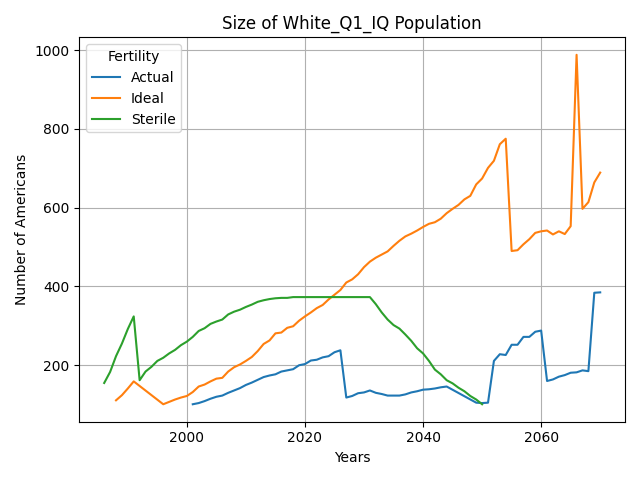 Size of White_Q1_IQ Population
Fertility
Actual
Ideal
Sterile
Number of Americans
1000
800
600
400
200
2000
2020
2040
2060
Years